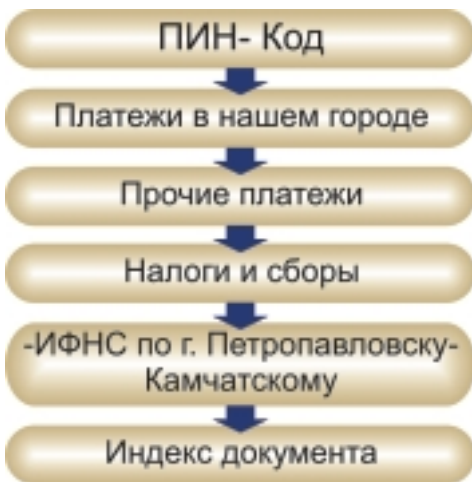 ПИН- Код
Платежи в нашем городе
Прочие платежи
Налоги и сборы
-ИФНС по г. Петропавловску-
Камчатскому
Индекс документа